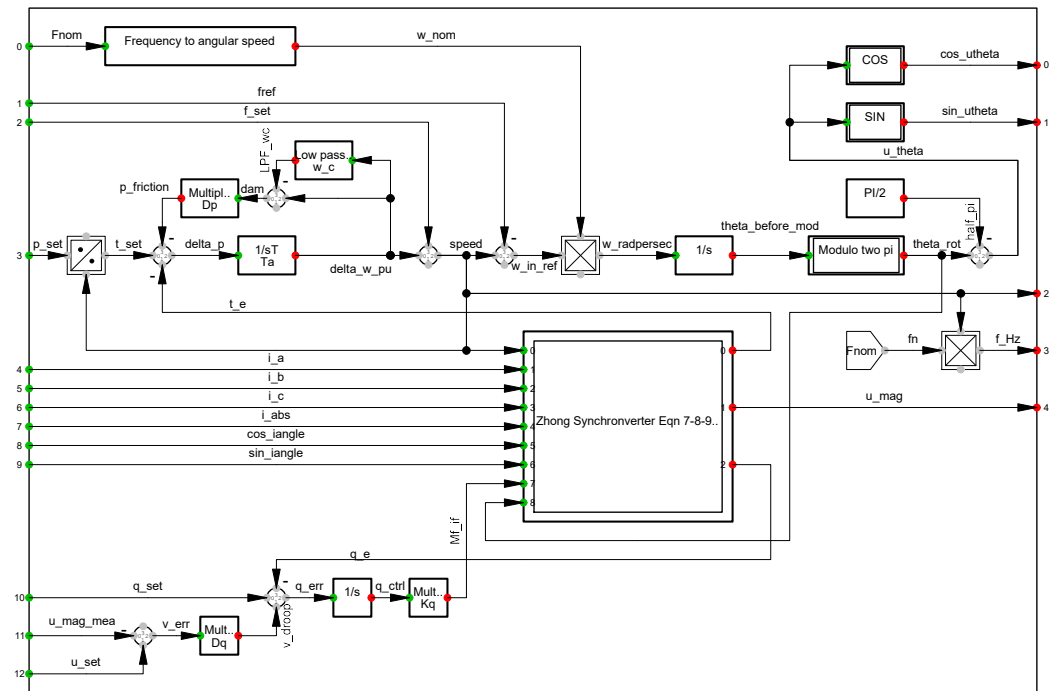 Fnom
Frequency to angular speed
w_nom
COS
cos_utheta
0
0
fref
1
f_set
2
SIN
sin_utheta
1
u_theta
LPF_wc
Low pass..
w_c
p_friction
Multipl..
Dp
dam
-
-
PI/2
half_pi
-
p_set
3
t_set
delta_p
-
1/sT
Ta
delta_w_pu
speed
-
w_in_ref
w_radpersec
1/s
theta_before_mod
Modulo two pi
theta_rot
2
t_e
Fnom
fn
f_Hz
3
0
0
i_a
4
1
i_b
5
2
i_c
6
3
Zhong Synchronverter Eqn 7-8-9..
1
u_mag
4
i_abs
7
4
cos_iangle
8
5
sin_iangle
9
6
2
7
8
Mf_if
q_e
-
q_set
10
q_err
1/s
q_ctrl
Mult..
Kq
u_mag_mea
11
-
v_err
Mult..
Dq
v_droop
u_set
12